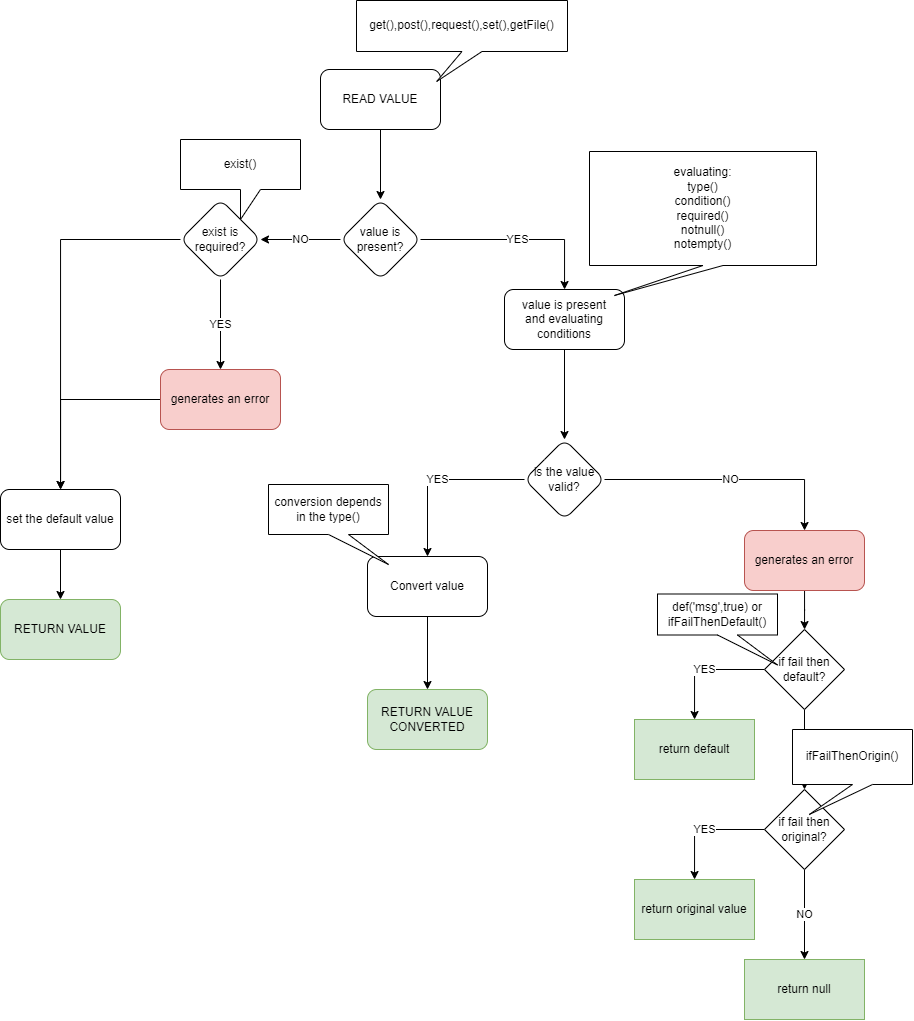 get(),post(),request(),set(),getFile()
READ VALUE
exist()
evaluating:
type()
condition()
required()
notnull()
notempty()
exist is
required?
NO
value is
present?
YES
value is present
and evaluating
conditions
YES
generates an error
is the value
valid?
YES
NO
conversion depends
in the type()
set the default value
Convert value
generates an error
def('msg',true) or
ifFailThenDefault()
RETURN VALUE
if fail then
default?
YES
RETURN VALUE
CONVERTED
return default
ifFailThenOrigin()
if fail then
original?
YES
return original value
NO
return null